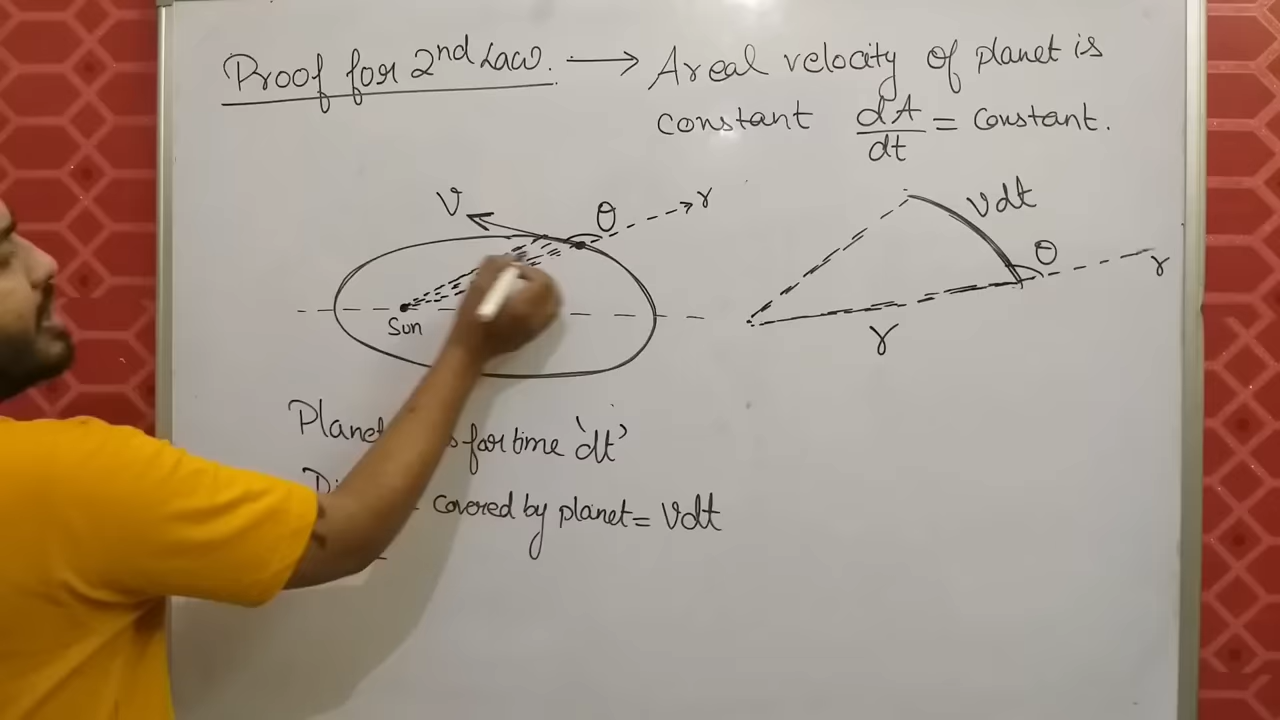 Proof for 2nd Law. → Areal velocity of planet is
constant dA/dt = constant.
v
θ
r
Sun
vdt
θ
r
r
for time 'dt'
covered by planet = vdt